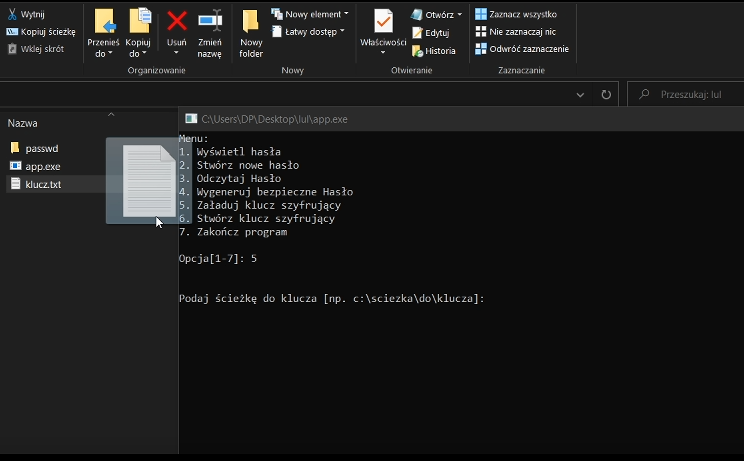 Wytnij
Kopiuj ścieżkę
Wklej skrót
Przenieś do
Kopiuj do
Usuń
Zmień nazwę
Organizowanie
Nowy folder
Nowy element
Łatwy dostęp
Nowy
Właściwości
Otwórz
Edytuj
Historia
Otwieranie
Zaznacz wszystko
Nie zaznaczaj nic
Odwróć zaznaczenie
Zaznaczanie
Przeszukaj: lul
Nazwa
passwd
app.exe
klucz.txt
C:\Users\DP\Desktop\lul\app.exe
Menu:
1. Wyświetl hasła
2. Stwórz nowe hasło
3. Odczytaj Hasło
4. Wygeneruj bezpieczne Hasło
5. Załaduj klucz szyfrujący
6. Stwórz klucz szyfrujący
7. Zakończ program
Opcja[1-7]: 5
Podaj ścieżkę do klucza [np. c:\sciezka\do\klucza]: